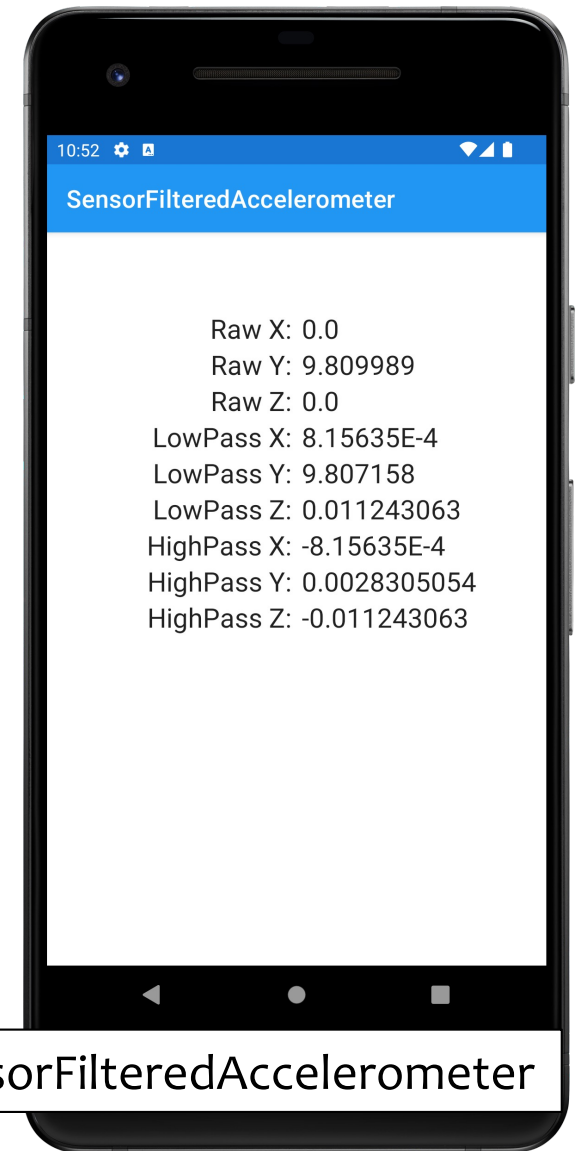 10:52
SensorFilteredAccelerometer
Raw X: 0.0
Raw Y: 9.809989
Raw Z: 0.0
LowPass X: 8.15635E-4
LowPass Y: 9.807158
LowPass Z: 0.011243063
HighPass X: -8.15635E-4
HighPass Y: 0.0028305054
HighPass Z: -0.011243063
sorFilteredAccelerometer